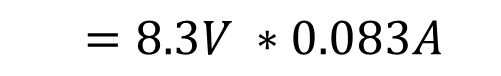 = 8.3V * 0.083A